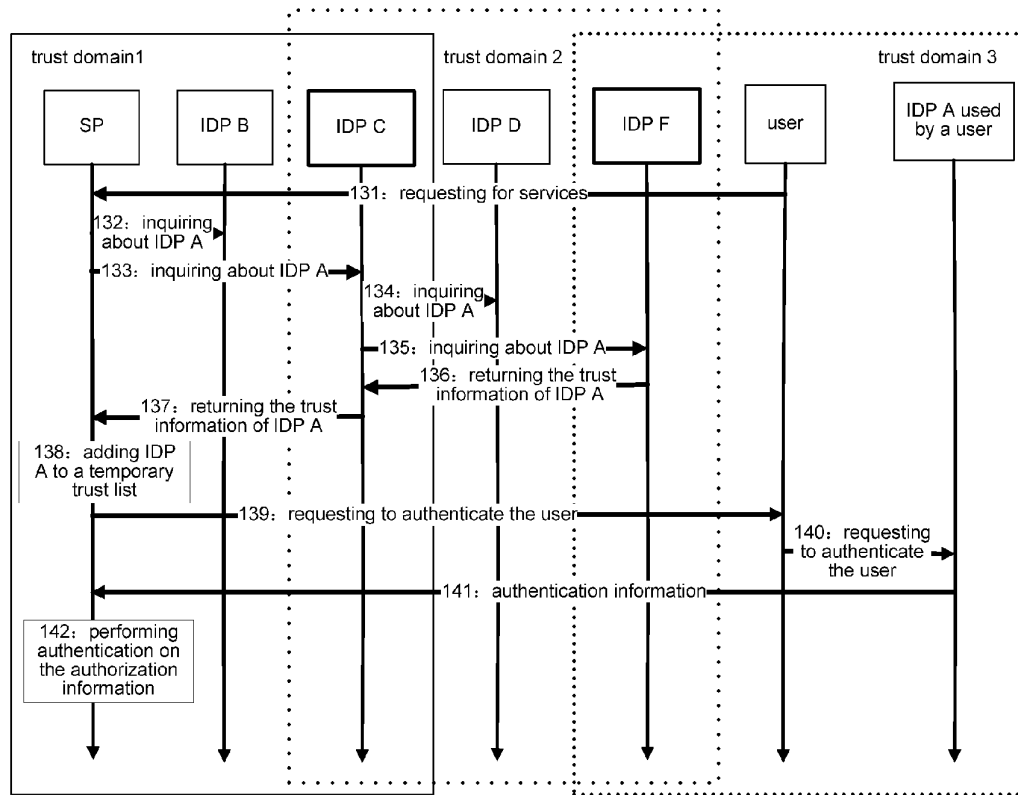 trust domain1
trust domain 2
trust domain 3
SP
IDP B
IDP C
IDP D
IDP F
user
IDP A used
by a user
131：requesting for services
132：inquiring
about IDP A
133：inquiring about IDP A
134：inquiring
about IDP A
135：inquiring about IDP A
136：returning the trust
information of IDP A
137：returning the trust
information of IDP A
138：adding IDP
A to a temporary
trust list
139：requesting to authenticate the user
140：requesting
to authenticate
the user
141：authentication information
142：performing
authentication on
the authorization
information